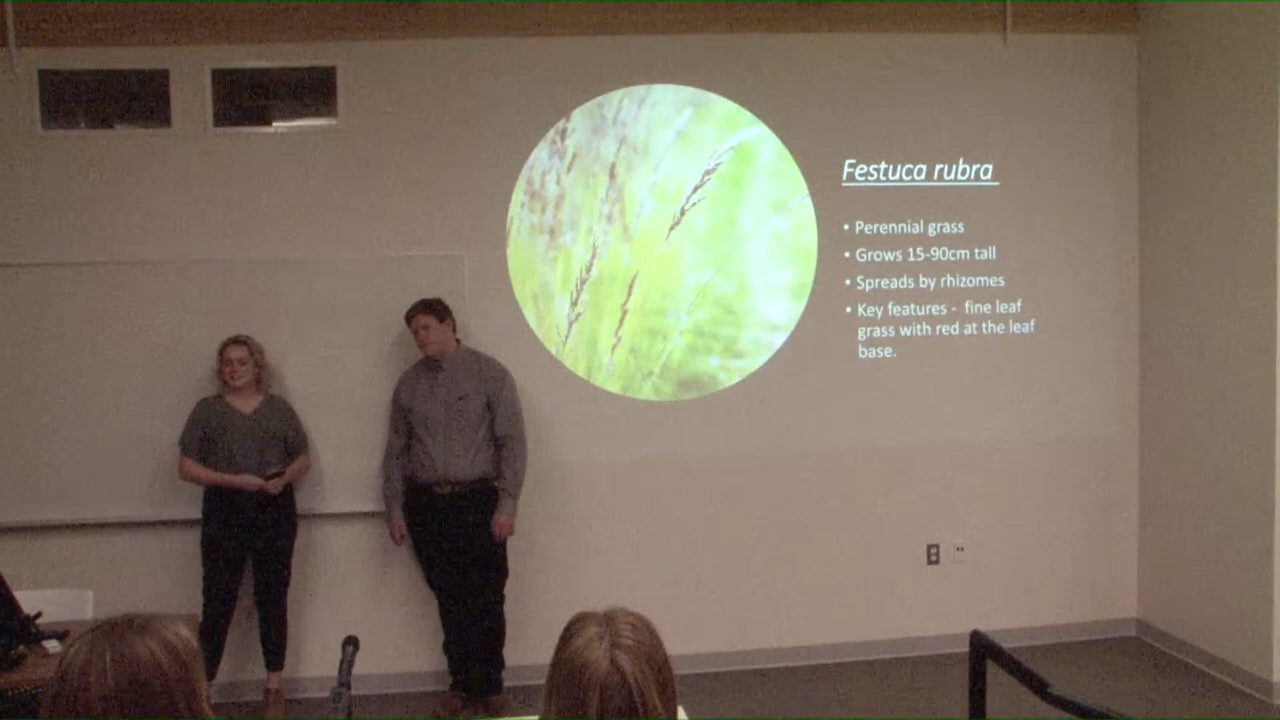 Festuca rubra
• Perennial grass
• Grows 15-90cm tall
• Spreads by rhizomes
• Key features - fine leaf
grass with red at the leaf
base.